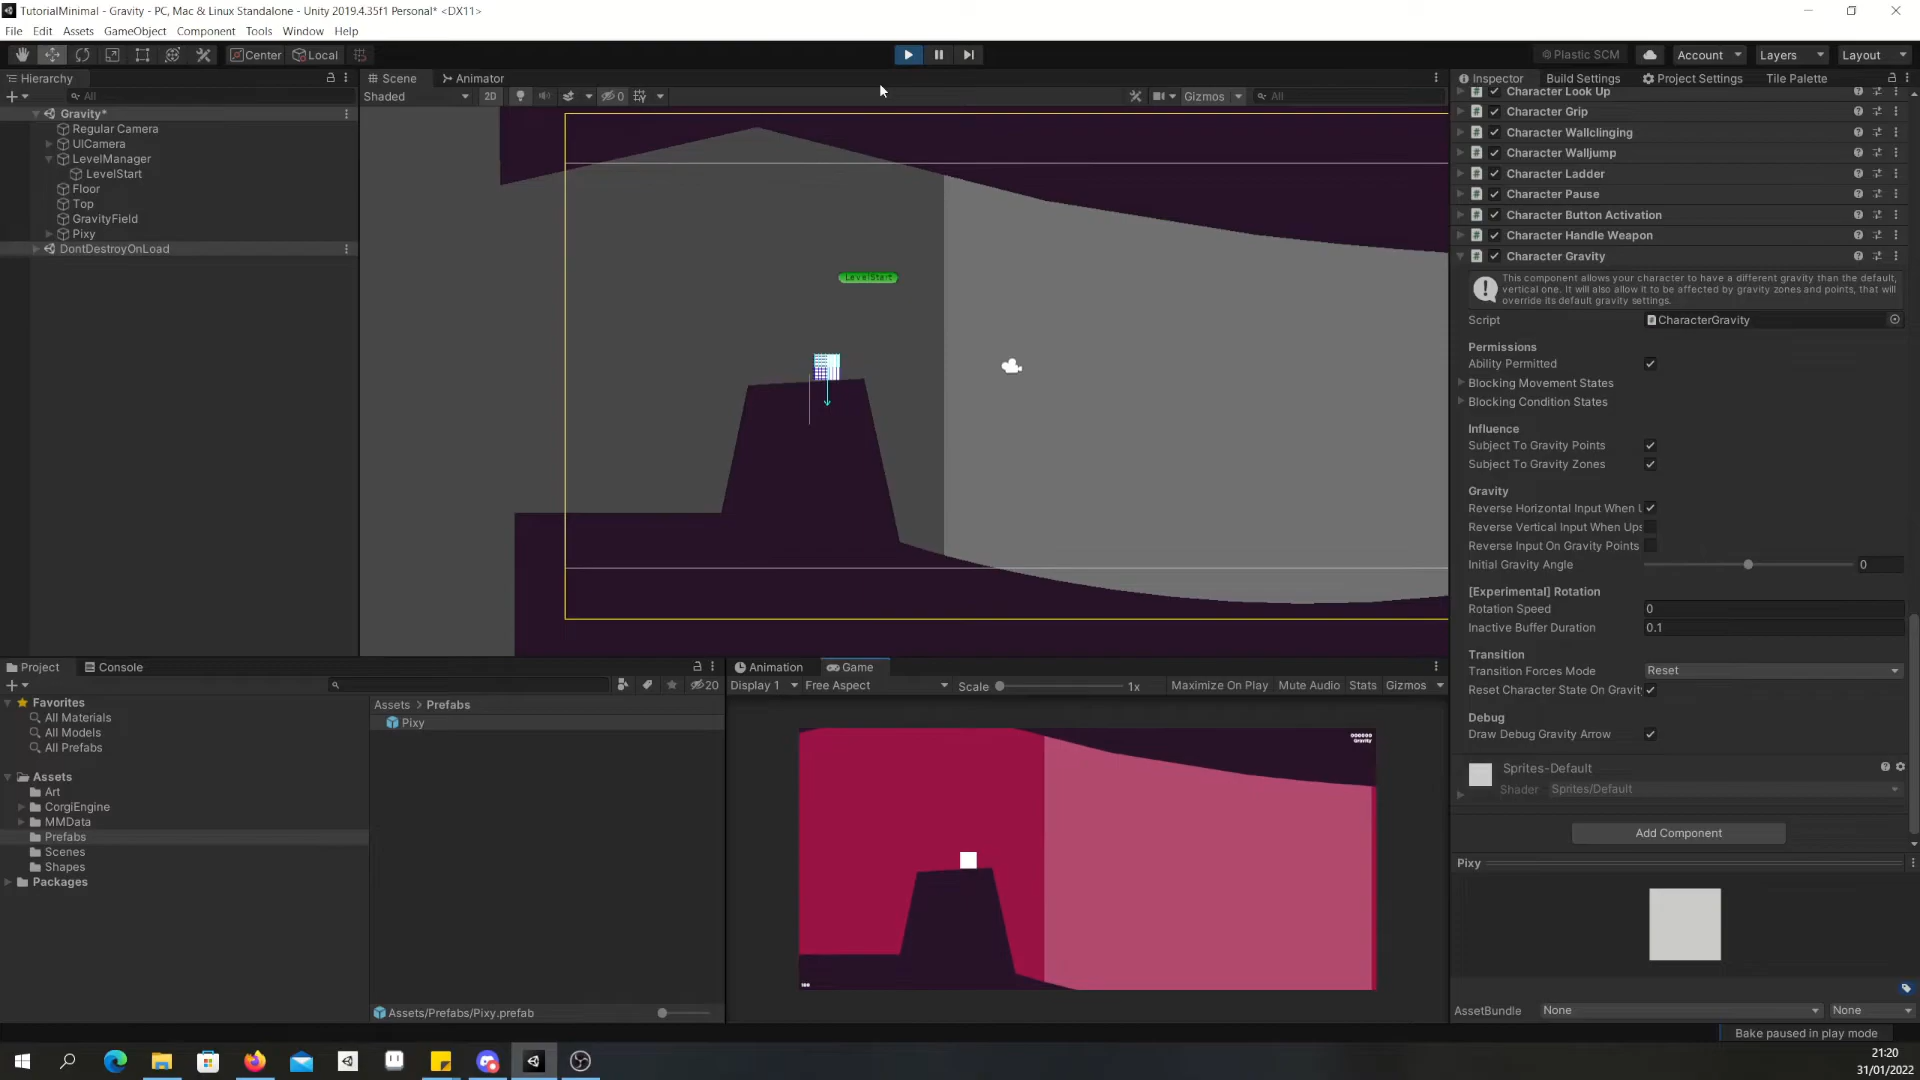 TutorialMinimal - Gravity - PC, Mac & Linux Standalone - Unity 2019.4.35f1 Personal* <DX11>
File Edit Assets GameObject Component Tools Window Help
Center Local
Plastic SCM Account Layers Layout
Hierarchy
All
Gravity*
Regular Camera
UICamera
LevelManager
LevelStart
Floor
Top
GravityField
Pixy
DontDestroyOnLoad
Scene Animator
Shaded 2D 0 Gizmos All
LevelStart
Inspector Build Settings Project Settings Tile Palette
Character Look Up
Character Grip
Character Wallclinging
Character Walljump
Character Ladder
Character Pause
Character Button Activation
Character Handle Weapon
Character Gravity
This component allows your character to have a different gravity than the default,
vertical one. It will also allow it to be affected by gravity zones and points, that will
override its default gravity settings.
Script CharacterGravity
Permissions
Ability Permitted
Blocking Movement States
Blocking Condition States
Influence
Subject To Gravity Points
Subject To Gravity Zones
Gravity
Reverse Horizontal Input When U
Reverse Vertical Input When Ups
Reverse Input On Gravity Points
Initial Gravity Angle 0
[Experimental] Rotation
Rotation Speed 0
Inactive Buffer Duration 0.1
Transition
Transition Forces Mode Reset
Reset Character State On Gravity
Debug
Draw Debug Gravity Arrow
Sprites-Default
Shader Sprites/Default
Add Component
Pixy
AssetBundle None None
Bake paused in play mode
Project Console
20
Favorites
All Materials
All Models
All Prefabs
Assets
Art
CorgiEngine
MMData
Prefabs
Scenes
Shapes
Packages
Assets > Prefabs
Pixy
Assets/Prefabs/Pixy.prefab
Animation Game
Display 1 Free Aspect Scale 1x Maximize On Play Mute Audio Stats Gizmos
000000
Gravity
21:20
31/01/2022